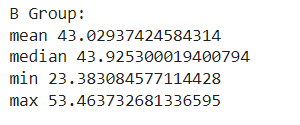 B Group:
mean 43.02937424584314
median 43.925300019400794
min 23.383084577114428
max 53.463732681336595